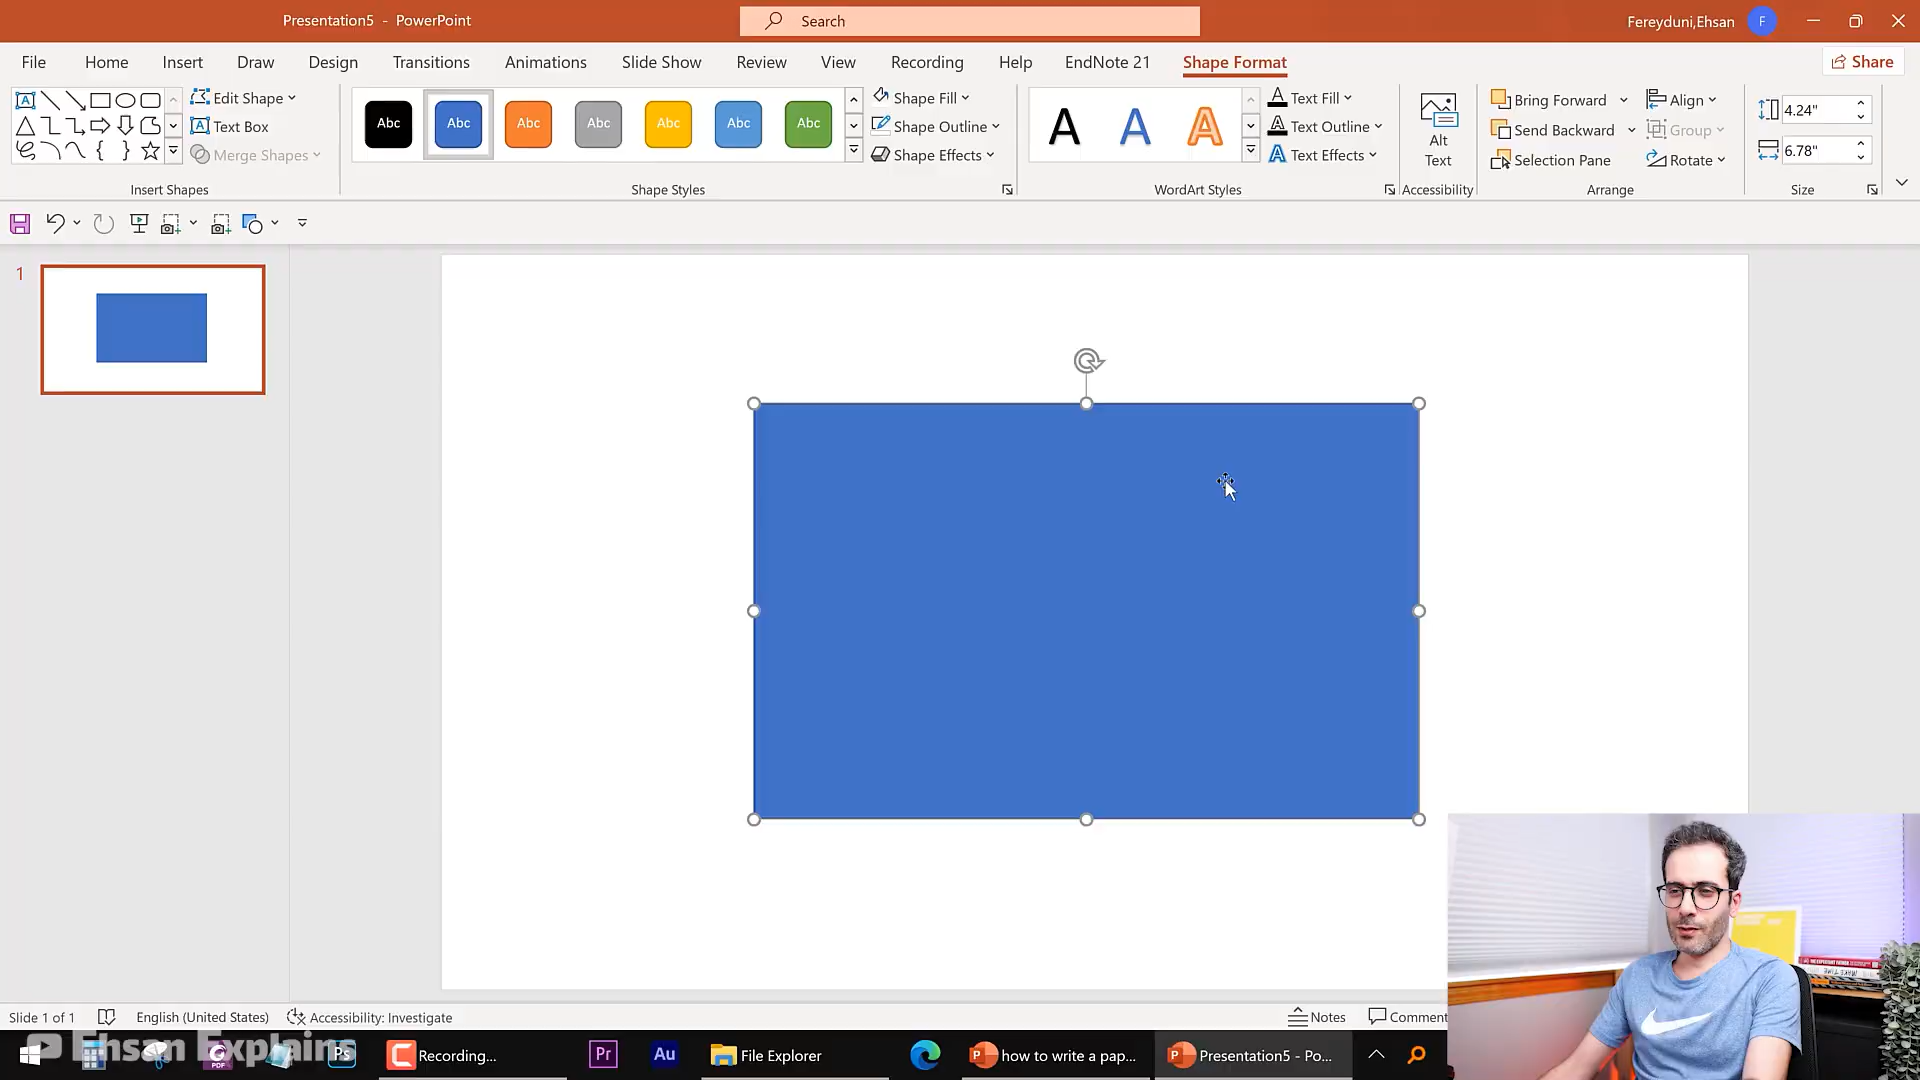 Presentation5 - PowerPoint
Search
Fereyduni,Ehsan
F
File Home Insert Draw Design Transitions Animations Slide Show Review View Recording Help EndNote 21 Shape Format
Share
Edit Shape
Text Box
Merge Shapes
Insert Shapes
Abc Abc Abc Abc Abc Abc Abc
Shape Styles
Shape Fill
Shape Outline
Shape Effects
A A A
WordArt Styles
Text Fill
Text Outline
Text Effects
Alt
Text
Accessibility
Bring Forward
Send Backward
Selection Pane
Align
Group
Rotate
Arrange
4.24"
6.78"
Size
1
Slide 1 of 1
English (United States)
Accessibility: Investigate
Notes
Comment
Ehsan Explains
PDF
Ps
Recording...
Pr
Au
File Explorer
how to write a pap...
Presentation5 - Po...
MAKE TIME